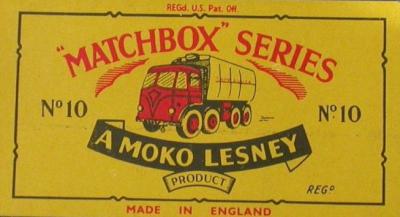 REGd. U.S. Pat. Off.
"MATCHBOX" SERIES
Nº10 Nº10
A MOKO LESNEY
PRODUCT
REGD
MADE IN ENGLAND